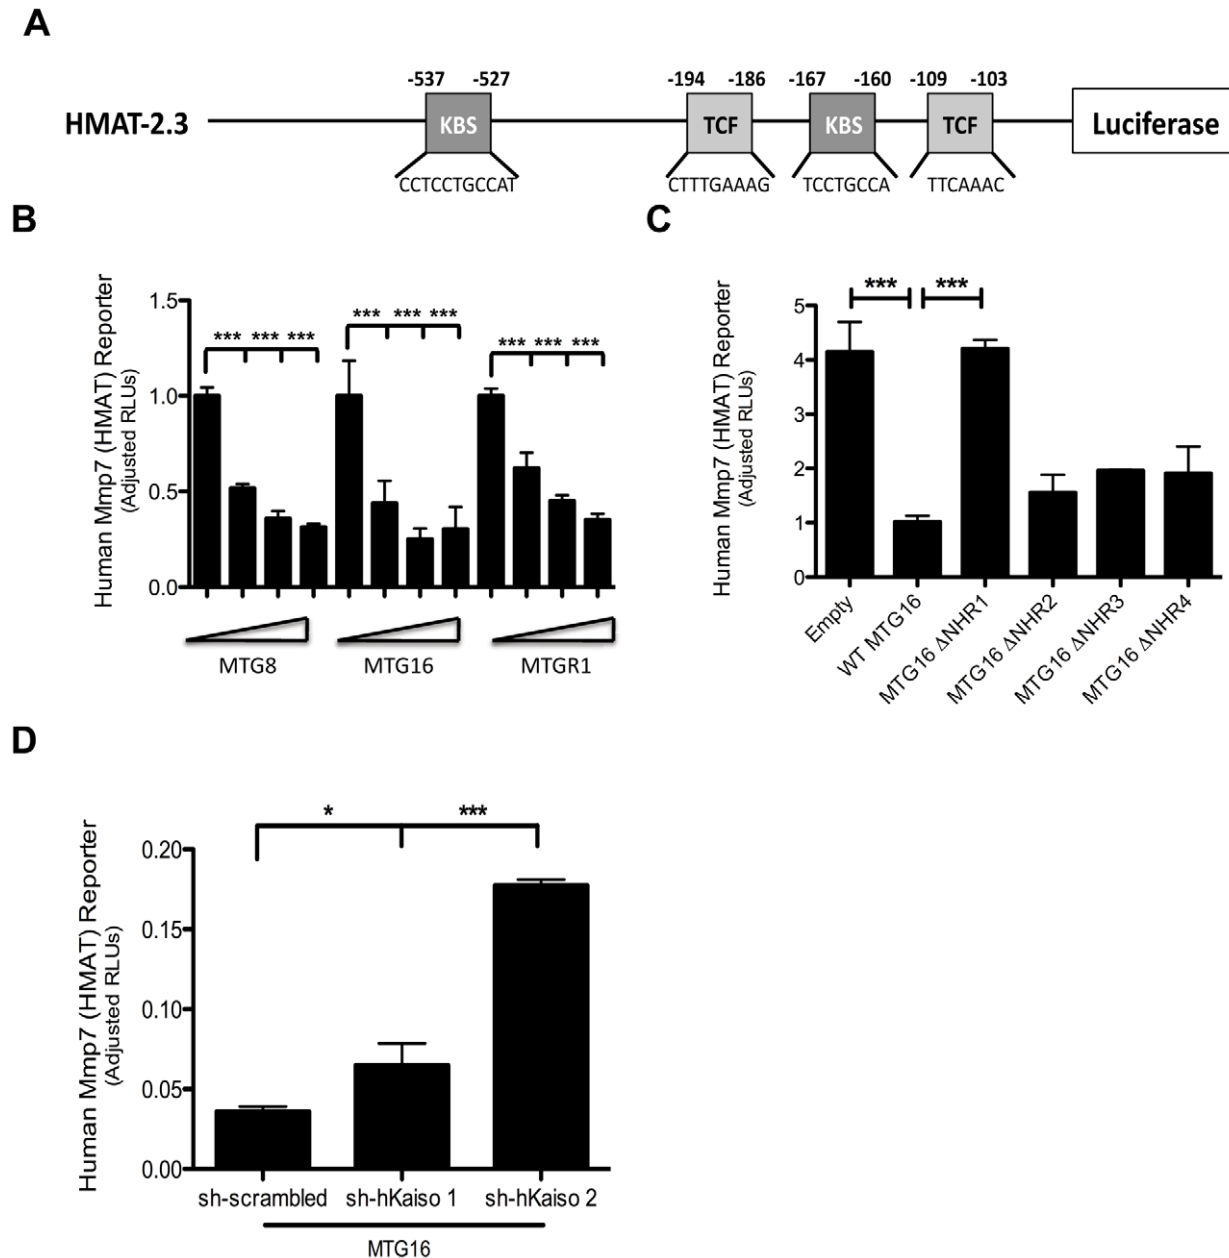 A
-537 -527 -194 -186 -167 -160 -109 -103
HMAT-2.3 KBS TCF KBS TCF Luciferase
CCTCCTGCCAT CTTTGAAAG TCCTGCCA TTCAAAC
B
Human Mmp7 (HMAT) Reporter
(Adjusted RLUs)
1.5
1.0
0.5
0.0
*** *** ***
*** *** ***
*** *** ***
MTG8 MTG16 MTGR1
C
Human Mmp7 (HMAT) Reporter
(Adjusted RLUs)
5
4
3
2
1
0
*** ***
Empty
WT MTG16
MTG16 ΔNHR1
MTG16 ΔNHR2
MTG16 ΔNHR3
MTG16 ΔNHR4
D
Human Mmp7 (HMAT) Reporter
(Adjusted RLUs)
0.20
0.15
0.10
0.05
0.00
* ***
sh-scrambled sh-hKaiso 1 sh-hKaiso 2
MTG16